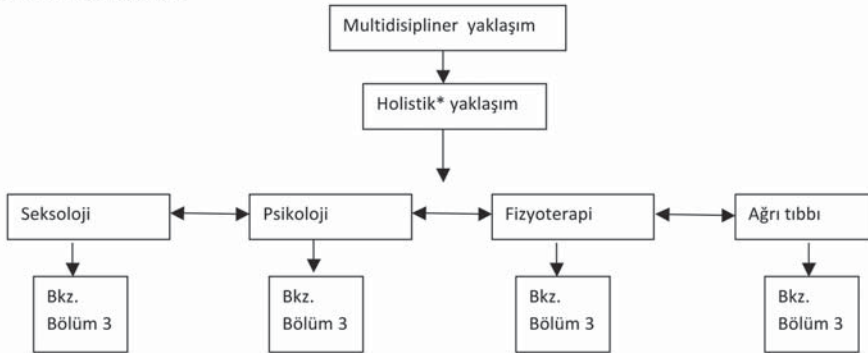 Multidisipliner yaklaşım
Holistik* yaklaşım
Seksoloji
Psikoloji
Fizyoterapi
Ağrı tıbbı
Bkz.
Bölüm 3
Bkz.
Bölüm 3
Bkz.
Bölüm 3
Bkz.
Bölüm 3